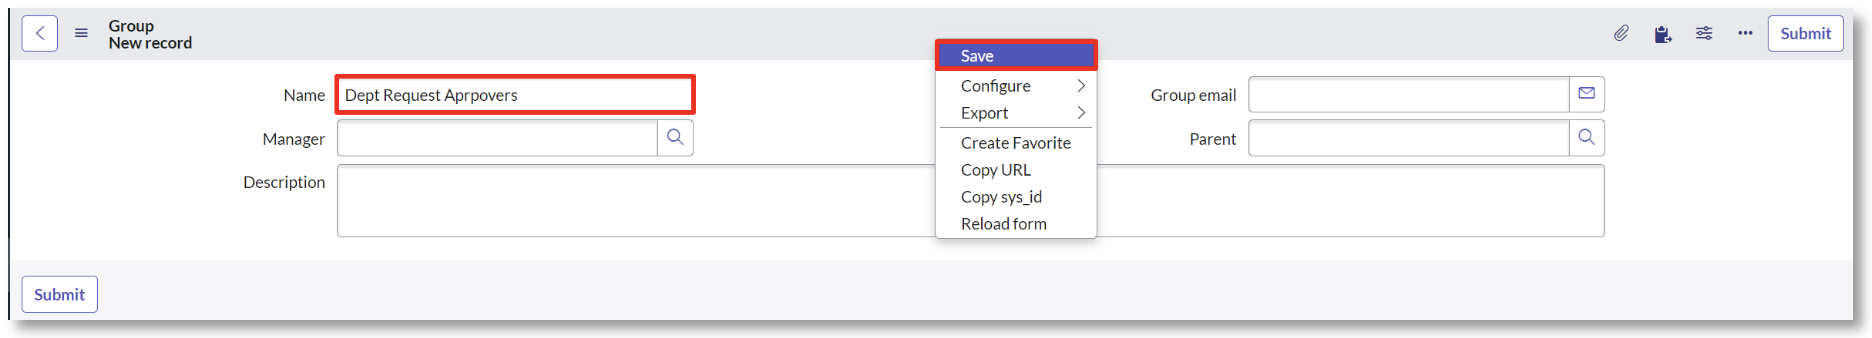 Group
New record
Submit
Save
Name
Dept Request Aprpovers
Configure
Group email
Export
Manager
Create Favorite
Parent
Copy URL
Description
Copy sys_id
Reload form
Submit